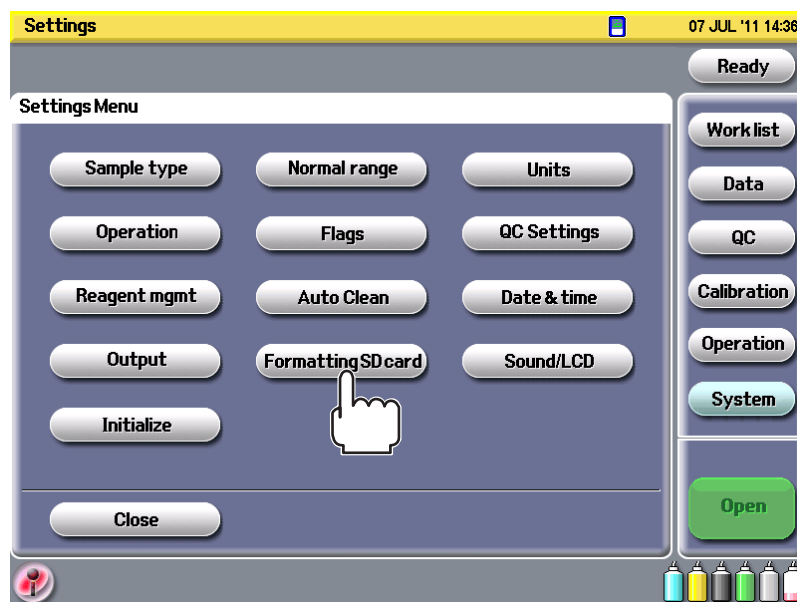 Settings
07 JUL '11 14:36
Ready
Settings Menu
Sample type
Normal range
Units
Operation
Flags
QC Settings
Reagent mgmt
Auto Clean
Date & time
Output
Formatting SD card
Sound/LCD
Initialize
Close
Work list
Data
QC
Calibration
Operation
System
Open